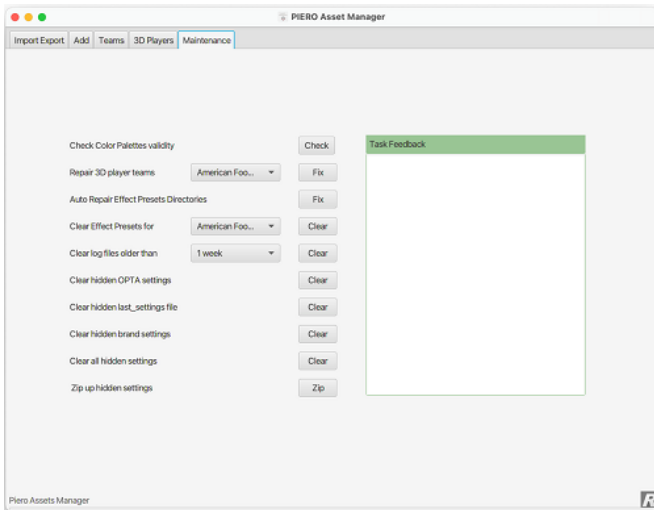 PIERO Asset Manager
Import Export Add Teams 3D Players Maintenance
Check Color Palettes validity Check
Task Feedback
Repair 3D player teams American Foo... Fix
Auto Repair Effect Presets Directories Fix
Clear Effect Presets for American Foo... Clear
Clear log files older than 1 week Clear
Clear hidden OPTA settings Clear
Clear hidden last_settings file Clear
Clear hidden brand settings Clear
Clear all hidden settings Clear
Zip up hidden settings Zip
Piero Assets Manager